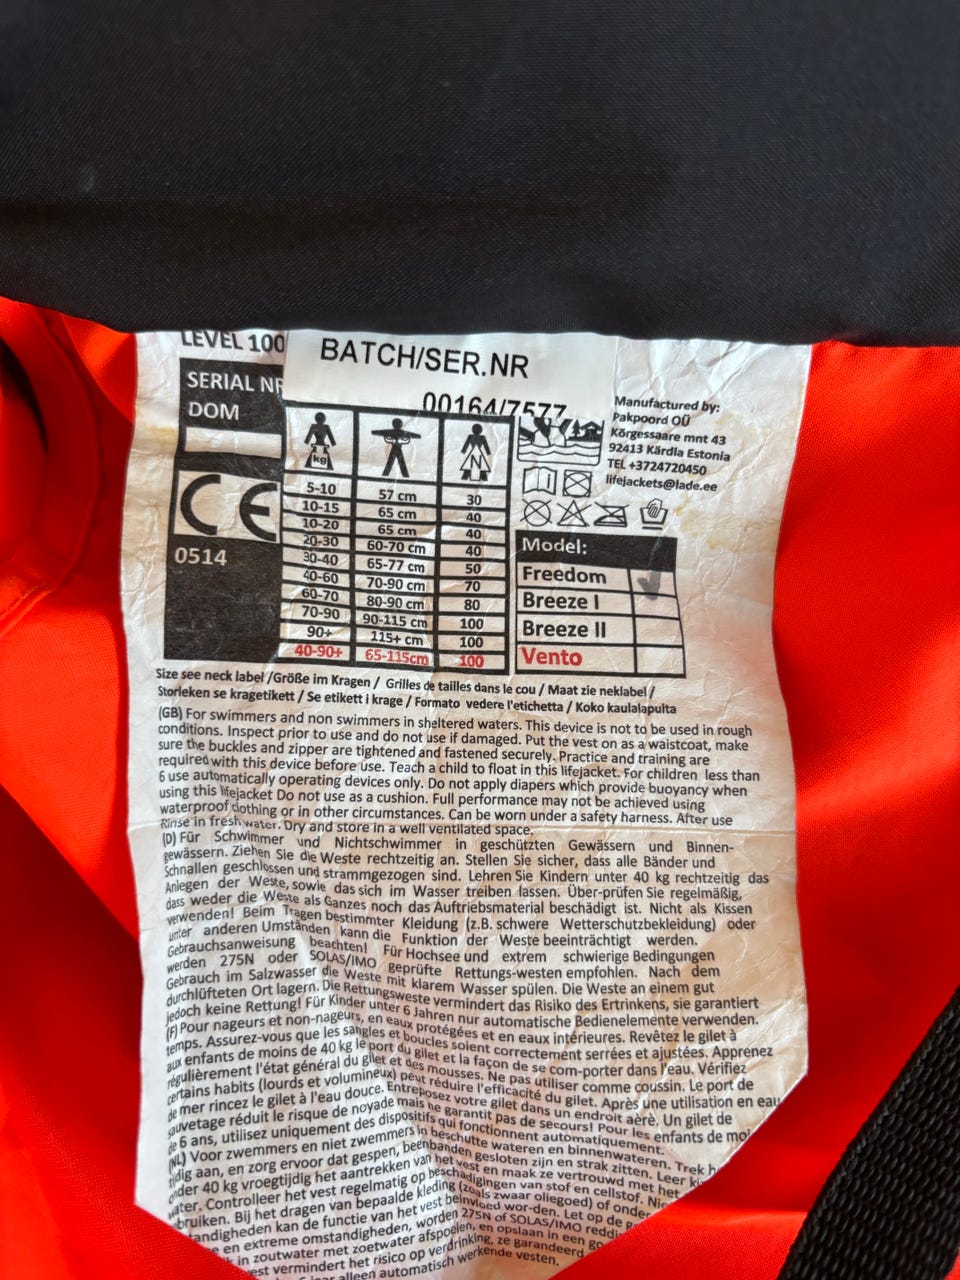 LEVEL 100
BATCH/SER.NR
00164/7577
SERIAL NR
DOM
CE
0514
kg
N
5-10 57 cm 30
10-15 65 cm 40
10-20 65 cm 40
20-30 60-70 cm 40
30-40 65-77 cm 50
40-60 70-90 cm 70
60-70 80-90 cm 80
70-90 90-115 cm 100
90+ 115+ cm 100
40-90+ 65-115cm 100
Manufactured by:
Pakpoord OÜ
Kõrgessaare mnt 43
92413 Kärdla Estonia
TEL +3724720450
lifejackets@lade.ee
Model:
Freedom
Breeze I
Breeze II
Vento
Size see neck label /Größe im Kragen / Grilles de tailles dans le cou / Maat zie neklabel /
Storleken se kragetikett / Se etikett i krage / Formato vedere l'etichetta / Koko kaulalapulta
(GB) For swimmers and non swimmers in sheltered waters. This device is not to be used in rough
conditions. Inspect prior to use and do not use if damaged. Put the vest on as a waistcoat, make
sure the buckles and zipper are tightened and fastened securely. Practice and training are
required with this device before use. Teach a child to float in this lifejacket. For children less than
6 use automatically operating devices only. Do not apply diapers which provide buoyancy when
using this lifejacket Do not use as a cushion. Full performance may not be achieved using
waterproof clothing or in other circumstances. Can be worn under a safety harness. After use
Rinse in fresh water. Dry and store in a well ventilated space.
(D) Für Schwimmer und Nichtschwimmer in geschützten Gewässern und Binnen-
gewässern. Ziehen Sie die Weste rechtzeitig an. Stellen Sie sicher, dass alle Bänder und
Schnallen geschlossen und strammgezogen sind. Lehren Sie Kindern unter 40 kg rechtzeitig das
Anlegen der Weste, sowie das sich im Wasser treiben lassen. Über-prüfen Sie regelmäßig,
dass weder die Weste als Ganzes noch das Auftriebsmaterial beschädigt ist. Nicht als Kissen
verwenden! Beim Tragen bestimmter Kleidung (z.B. schwere Wetterschutzbekleidung) oder
unter anderen Umständen kann die Funktion der Weste beeinträchtigt werden.
Gebrauchsanweisung beachten! Für Hochsee und extrem schwierige Bedingungen
werden 275N oder SOLAS/IMO geprüfte Rettungs-westen empfohlen. Nach dem
Gebrauch im Salzwasser die Weste mit klarem Wasser spülen. Die Weste an einem gut
durchlüfteten Ort lagern. Die Rettungsweste vermindert das Risiko des Ertrinkens, sie garantiert
jedoch keine Rettung! Für Kinder unter 6 Jahren nur automatische Bedienelemente verwenden.
(F) Pour nageurs et non-nageurs, en eaux protégées et en eaux intérieures. Revêtez le gilet à
temps. Assurez-vous que les sangles et boucles soient correctement serrées et ajustées. Apprenez
aux enfants de moins de 40 kg le port du gilet et la façon de se com-porter dans l'eau. Vérifiez
régulièrement l'état général du gilet et des mousses. Ne pas utiliser comme coussin. Le port de
certains habits (lourds et volumineux) peut réduire l'efficacité du gilet. Après une utilisation en eau
de mer rincez le gilet à l'eau douce. Entreposez votre gilet dans un endroit aèrè. Un gilet de
sauvetage réduit le risque de noyade mais ne garantit pas de secours! Pour les enfants de moi
de 6 ans, utilisez uniquement des dispositifs qui fonctionnent automatiquement.
(NL) Voor zwemmers en niet zwemmers in beschutte wateren en binnenwateren. Trek h
tijdig aan, en zorg ervoor dat gespen, beenbanden gesloten zijn en strak zitten. Leer ki
onder 40 kg vroegtijdig het aantrekken van het vest en maak ze vertrouwd met het
water. Controleer het vest regelmatig op beschadigingen van stof en celstof. Nie
bruiken. Bij het dragen van bepaalde kleding (zoals zwaar oliegoed) of onder
andigheden kan de functie van het vest beinvloed wor-den. Let op de g
e en extreme omstandigheden, worden 275N of SOLAS/IMO reddi
k in zoutwater met zoetwater afspoelen, en opslaan in een go
vest vermindert het risico op verdrinking, ze garandeerd
jaar alleen automatisch werkende vesten.